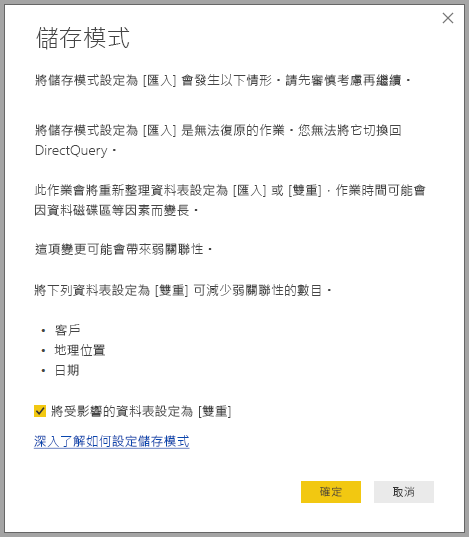 儲存模式
將儲存模式設定為 [匯入] 會發生以下情形。請先審慎考慮再繼續。
將儲存模式設定為 [匯入] 是無法復原的作業。您無法將它切換回
DirectQuery。
此作業會將重新整理資料表設定為 [匯入] 或 [雙重]，作業時間可能會
因資料磁碟區等因素而變長。
這項變更可能會帶來弱關聯性。
將下列資料表設定為 [雙重] 可減少弱關聯性的數目。
• 客戶
• 地理位置
• 日期
將受影響的資料表設定為 [雙重]
深入了解如何設定儲存模式
確定
取消